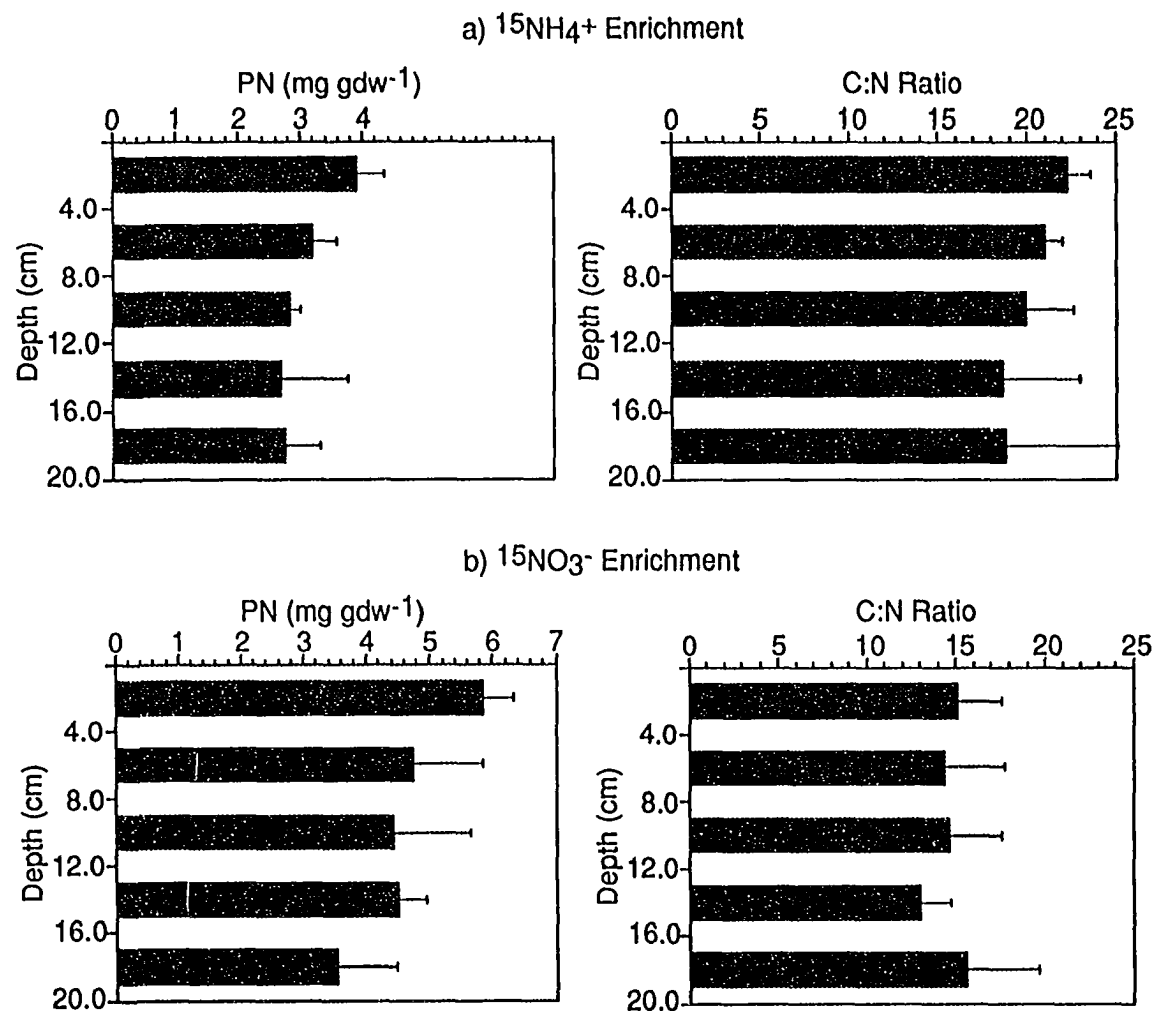 a) 15NH4+ Enrichment
PN (mg gdw-1)
0 1 2 3 4
Depth (cm)
4.0
8.0
12.0
16.0
20.0
C:N Ratio
0 5 10 15 20 25
Depth (cm)
4.0
8.0
12.0
16.0
20.0
b) 15NO3- Enrichment
PN (mg gdw-1)
0 1 2 3 4 5 6 7
Depth (cm)
4.0
8.0
12.0
16.0
20.0
C:N Ratio
0 5 10 15 20 25
Depth (cm)
4.0
8.0
12.0
16.0
20.0